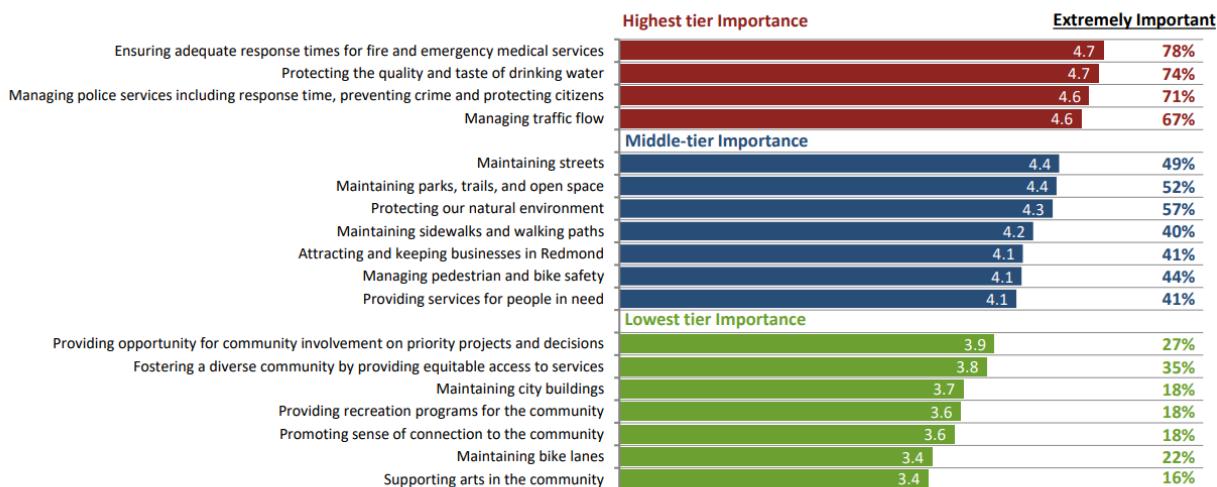 Highest tier Importance Extremely Important
Ensuring adequate response times for fire and emergency medical services 4.7 78%
Protecting the quality and taste of drinking water 4.7 74%
Managing police services including response time, preventing crime and protecting citizens 4.6 71%
Managing traffic flow 4.6 67%
Middle-tier Importance
Maintaining streets 4.4 49%
Maintaining parks, trails, and open space 4.4 52%
Protecting our natural environment 4.3 57%
Maintaining sidewalks and walking paths 4.2 40%
Attracting and keeping businesses in Redmond 4.1 41%
Managing pedestrian and bike safety 4.1 44%
Providing services for people in need 4.1 41%
Lowest tier Importance
Providing opportunity for community involvement on priority projects and decisions 3.9 27%
Fostering a diverse community by providing equitable access to services 3.8 35%
Maintaining city buildings 3.7 18%
Providing recreation programs for the community 3.6 18%
Promoting sense of connection to the community 3.6 18%
Maintaining bike lanes 3.4 22%
Supporting arts in the community 3.4 16%